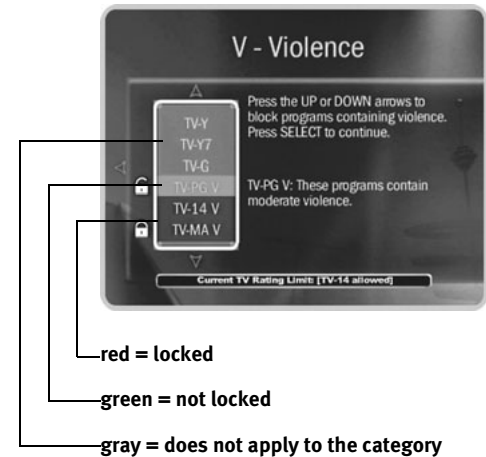 V - Violence
TV-Y
TV-Y7
TV-G
TV-PG V
TV-14 V
TV-MA V
Press the UP or DOWN arrows to
block programs containing violence.
Press SELECT to continue.
TV-PG V: These programs contain
moderate violence.
Current TV Rating Limit: [TV-14 allowed]
red = locked
green = not locked
gray = does not apply to the category